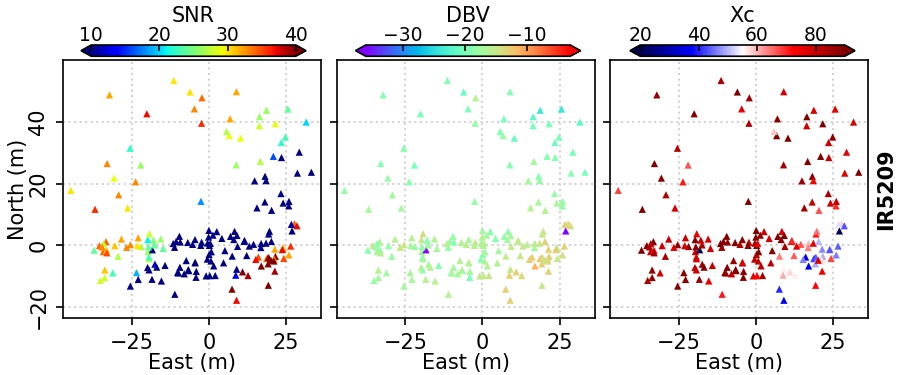 SNR DBV Xc
10 20 30 40 −30 −20 −10 20 40 60 80
40
20
0
−20
North (m)
IR5209
−25 0 25 −25 0 25 −25 0 25
East (m) East (m) East (m)